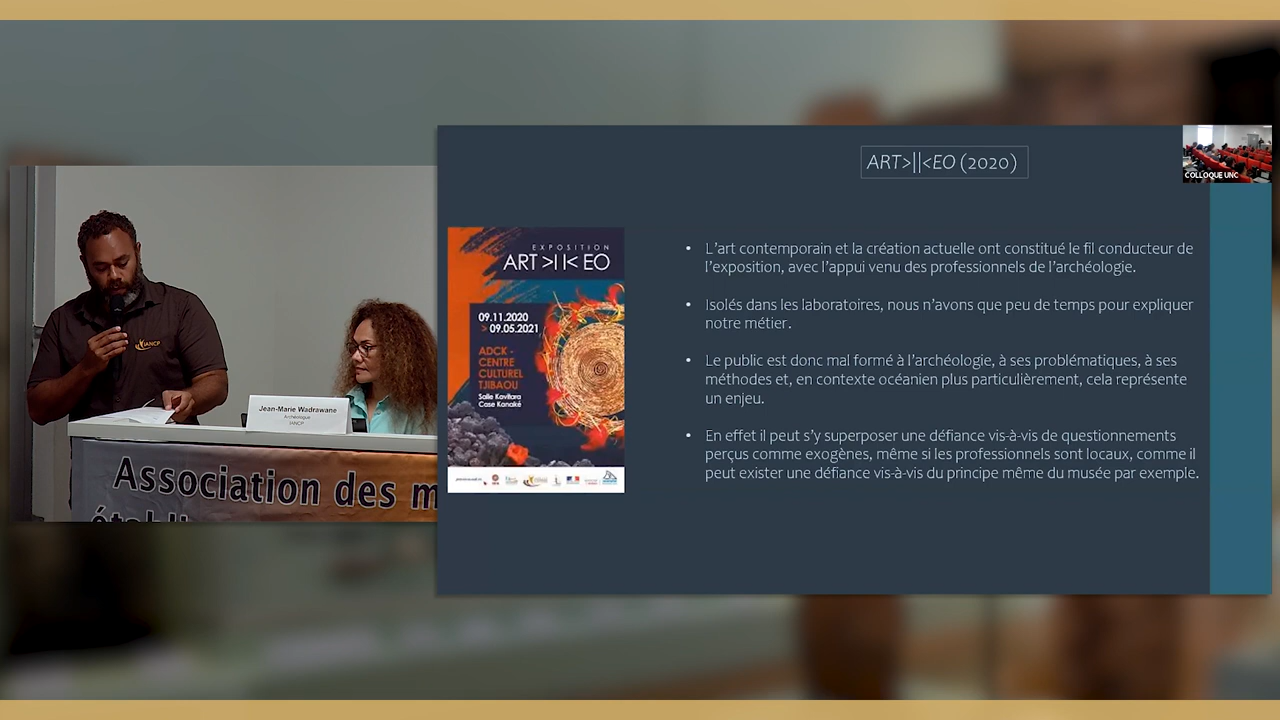 ART>||<EO (2020)
COLLOQUE UNC
EXPOSITION
ART >I I< EO
09.11.2020
> 09.05.2021
ADCK -
CENTRE
CULTUREL
TJIBAOU
Salle Kavitara
Case Kanaké
• L’art contemporain et la création actuelle ont constitué le fil conducteur de
l’exposition, avec l’appui venu des professionnels de l’archéologie.
• Isolés dans les laboratoires, nous n’avons que peu de temps pour expliquer
notre métier.
• Le public est donc mal formé à l’archéologie, à ses problématiques, à ses
méthodes et, en contexte océanien plus particulièrement, cela représente
un enjeu.
• En effet il peut s’y superposer une défiance vis-à-vis de questionnements
perçus comme exogènes, même si les professionnels sont locaux, comme il
peut exister une défiance vis-à-vis du principe même du musée par exemple.
IANCP
Jean-Marie Wadrawane
Archéologue
IANCP
Association des m
établi